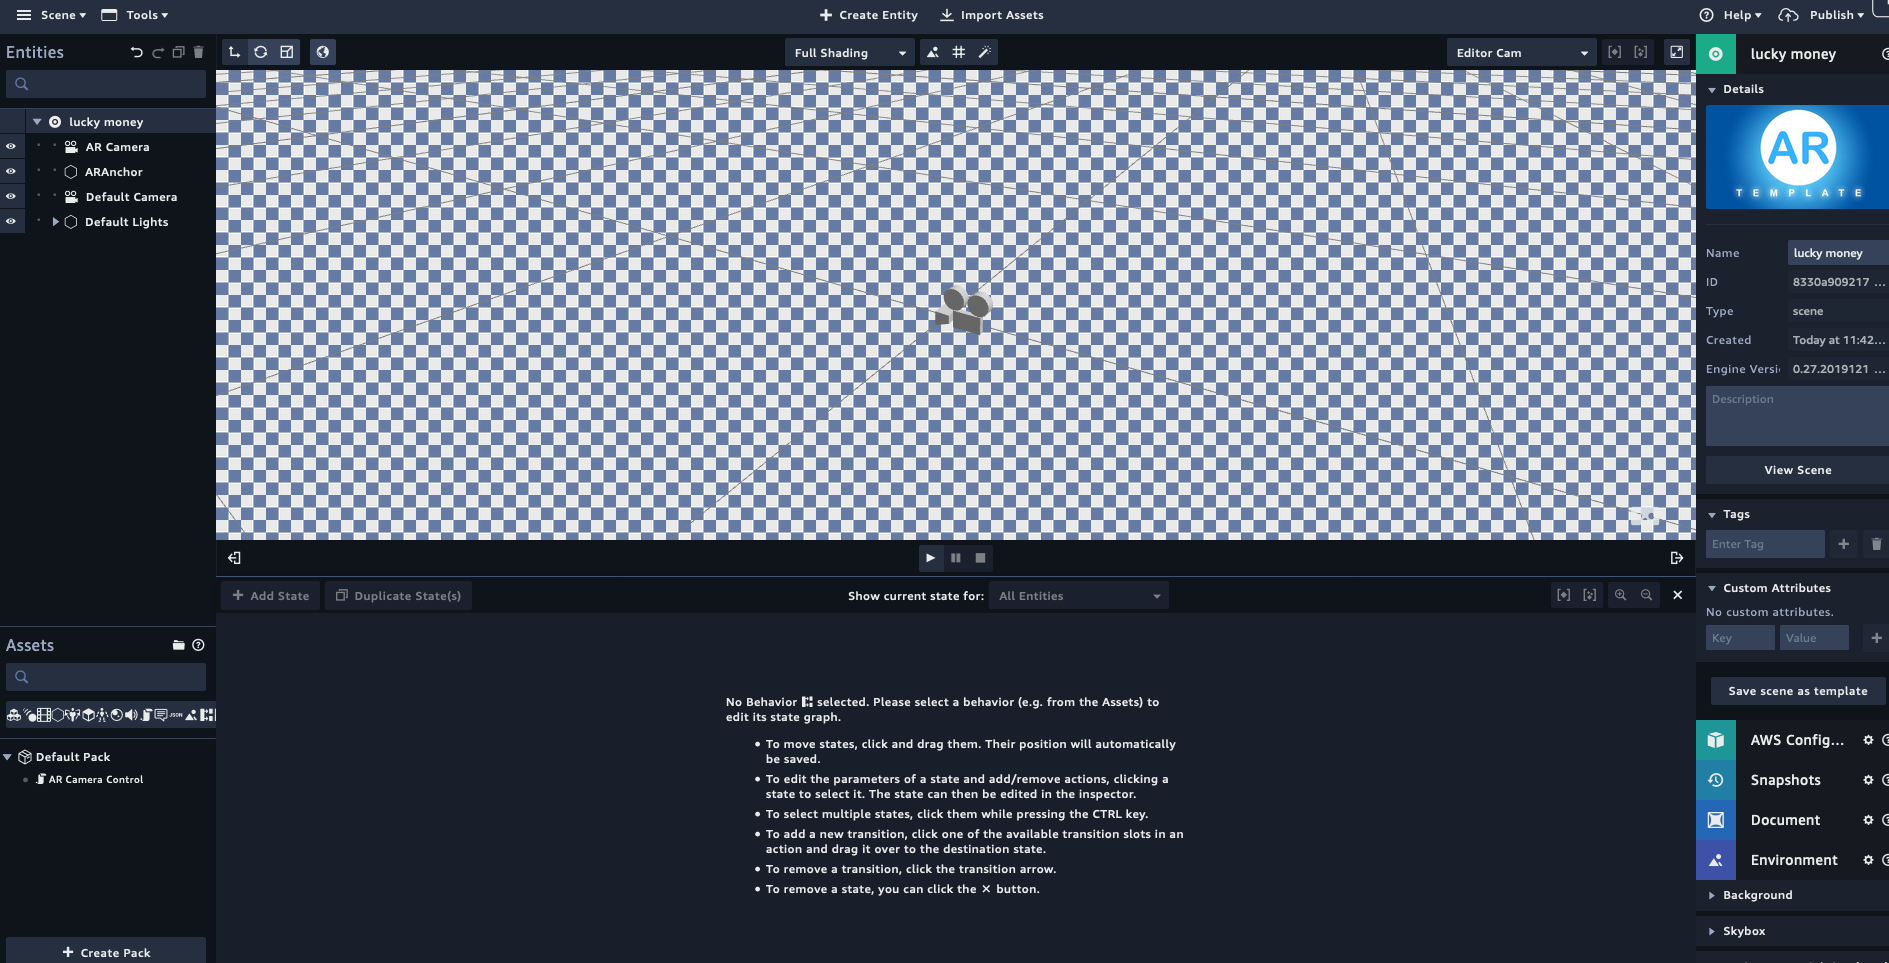 Scene
Tools
Create Entity
Import Assets
Help
Publish
Entities
Full Shading
Editor Cam
lucky money
AR Camera
ARAnchor
Default Camera
Default Lights
lucky money
Details
AR
TEMPLATE
Name
lucky money
ID
8330a909217 ...
Type
scene
Created
Today at 11:42...
Engine Versi
0.27.2019121 ...
Description
View Scene
Tags
Enter Tag
Custom Attributes
No custom attributes.
Key
Value
Save scene as template
AWS Config...
Snapshots
Document
Environment
Background
Skybox
Add State
Duplicate State(s)
Show current state for:
All Entities
No Behavior selected. Please select a behavior (e.g. from the Assets) to
edit its state graph.
• To move states, click and drag them. Their position will automatically
be saved.
• To edit the parameters of a state and add/remove actions, clicking a
state to select it. The state can then be edited in the inspector.
• To select multiple states, click them while pressing the CTRL key.
• To add a new transition, click one of the available transition slots in an
action and drag it over to the destination state.
• To remove a transition, click the transition arrow.
• To remove a state, you can click the ✕ button.
Assets
JSON
Default Pack
AR Camera Control
Create Pack